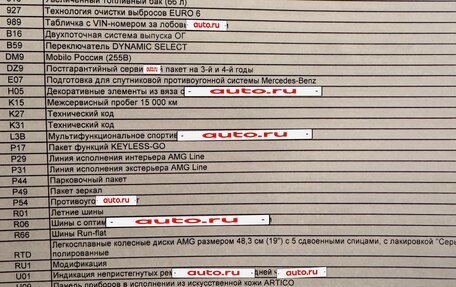 Увеличенный топливный бак (66 л)
927 Технология очистки выбросов EURO 6
989 Табличка с VIN-номером за лобовы auto.ru
B16 Двухпоточная система выпуска ОГ
B59 Переключатель DYNAMIC SELECT
DM9 Mobilo Россия (255B)
DZ9 Постгарантийный серви auto.ru пакет на 3-й и 4-й годы
E07 Подготовка для спутниковой противоугонной системы Mercedes-Benz
H05 Декоративные элементы из вяза с auto.ru
K15 Межсервисный пробег 15 000 км
K27 Технический код
K31 Технический код
L3B Мультифункциональное спортив auto.ru
P17 Пакет функций KEYLESS-GO
P29 Линия исполнения интерьера AMG Line
P31 Линия исполнения экстерьера AMG Line
P44 Парковочный пакет
P49 Пакет зеркал
P54 Противоуго auto.ru
R01 Летние шины
R06 Шины с оптим auto.ru
R66 Шины Run-flat
Легкосплавные колесные диски AMG размером 48,3 см (19") с 5 сдвоенными спицами, с лакировкой "Серы
RTD полированные
RU1 Модификация
U01 Индикация непристегнутых рем auto.ru дней ч auto.ru
U09 Панель приборов в исполнении из искусственной кожи ARTICO